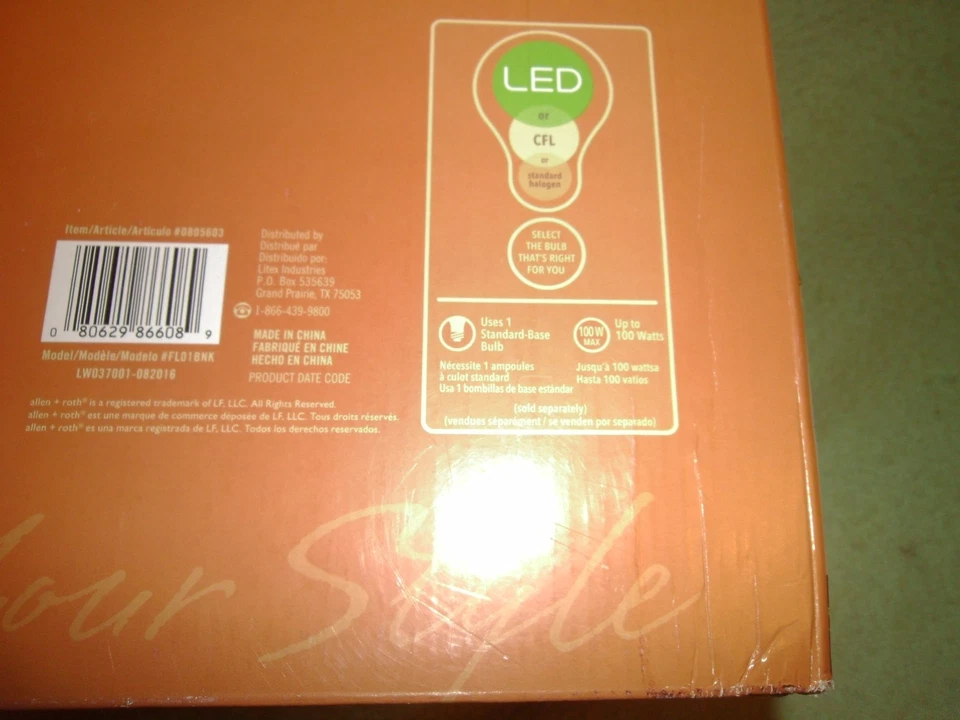 LED
or
CFL
or
standard
halogen
SELECT
THE BULB
THAT'S RIGHT
FOR YOU
Uses 1
Standard-Base
Bulb
100W
MAX
Up to
100 Watts
Nécessite 1 ampoules
à culot standard
Usa 1 bombillas de base estándar
Jusqu'à 100 wattsa
Hasta 100 vatios
(sold separately)
(vendues séparément / se venden por separado)
Item/Article/Artículo #0805603
0 80629 86608 9
Model/Modèle/Modelo #FL01BNK
LW037001-082016
Distributed by
Distribué par
Distribuido por:
Litex Industries
P.O. Box 535639
Grand Prairie, TX 75053
1-866-439-9800
MADE IN CHINA
FABRIQUÉ EN CHINE
HECHO EN CHINA
PRODUCT DATE CODE
allen + roth® is a registered trademark of LF, LLC. All Rights Reserved.
allen + roth® est une marque de commerce déposée de LF, LLC. Tous droits réservés.
allen + roth® es una marca registrada de LF, LLC. Todos los derechos reservados.
Your Style